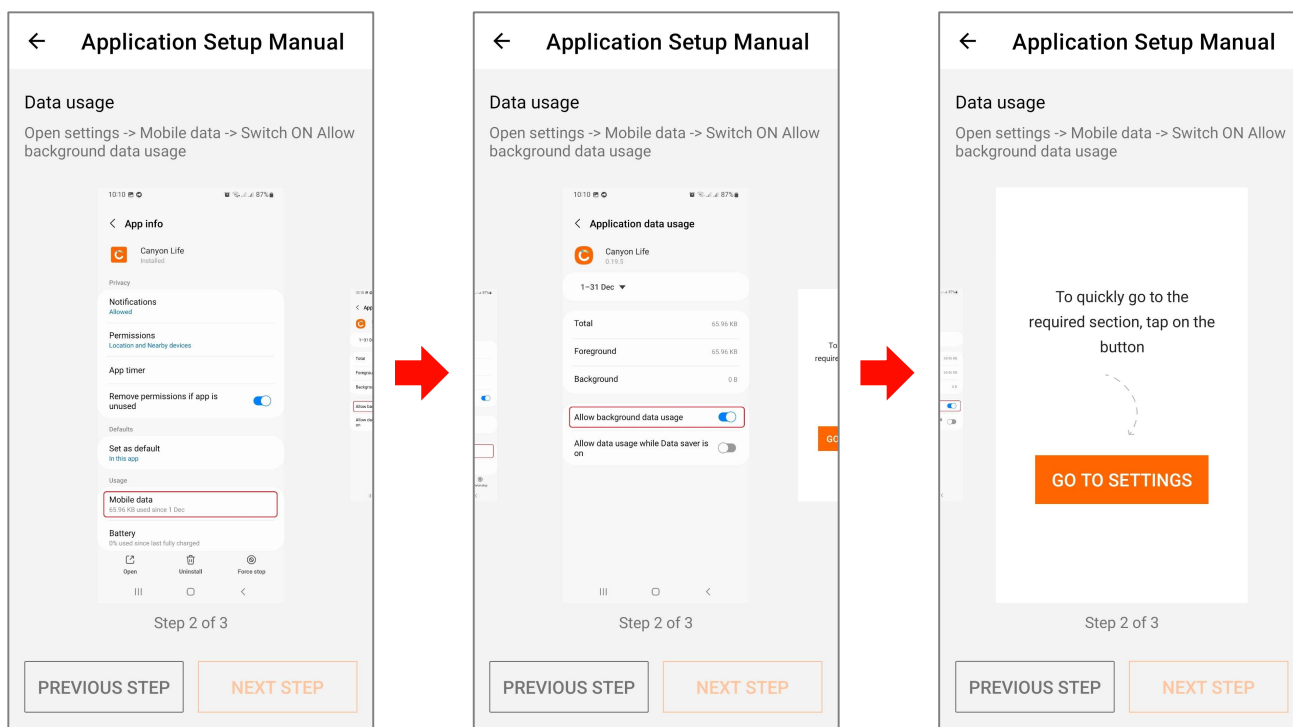 Application Setup Manual
Data usage
Open settings -> Mobile data -> Switch ON Allow
background data usage
10:10
87%
App info
Canyon Life
Installed
Privacy
Notifications
Allowed
Permissions
Location and Nearby devices
App timer
Remove permissions if app is
unused
Defaults
Set as default
In this app
Usage
Mobile data
65.96 KB used since 1 Dec
Battery
0% used since last fully charged
Open Uninstall Force stop
Step 2 of 3
PREVIOUS STEP NEXT STEP
Application Setup Manual
Data usage
Open settings -> Mobile data -> Switch ON Allow
background data usage
10:10
87%
Application data usage
Canyon Life
0.19.5
1–31 Dec
Total 65.96 KB
Foreground 65.96 KB
Background 0 B
Allow background data usage
Allow data usage while Data saver is
on
Step 2 of 3
PREVIOUS STEP NEXT STEP
Application Setup Manual
Data usage
Open settings -> Mobile data -> Switch ON Allow
background data usage
To quickly go to the
required section, tap on the
button
GO TO SETTINGS
Step 2 of 3
PREVIOUS STEP NEXT STEP